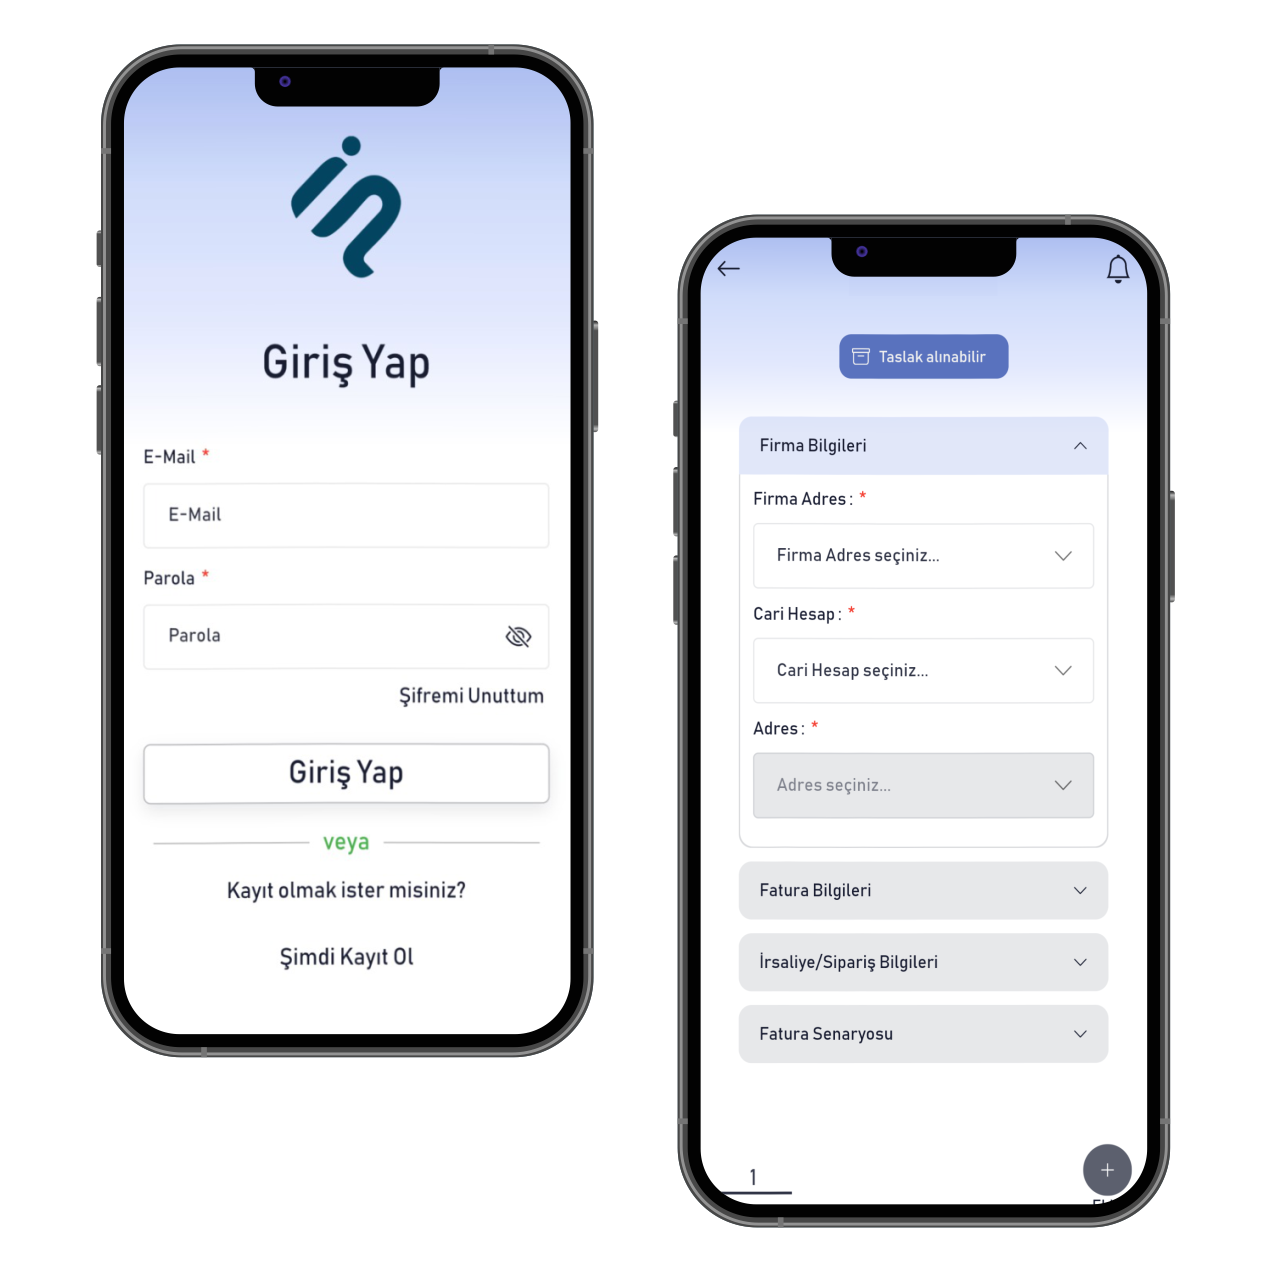 Giriş Yap
E-Mail *
E-Mail
Parola *
Parola
Şifremi Unuttum
Giriş Yap
veya
Kayıt olmak ister misiniz?
Şimdi Kayıt Ol
Taslak alınabilir
Firma Bilgileri
Firma Adres : *
Firma Adres seçiniz...
Cari Hesap : *
Cari Hesap seçiniz...
Adres : *
Adres seçiniz...
Fatura Bilgileri
İrsaliye/Sipariş Bilgileri
Fatura Senaryosu
1